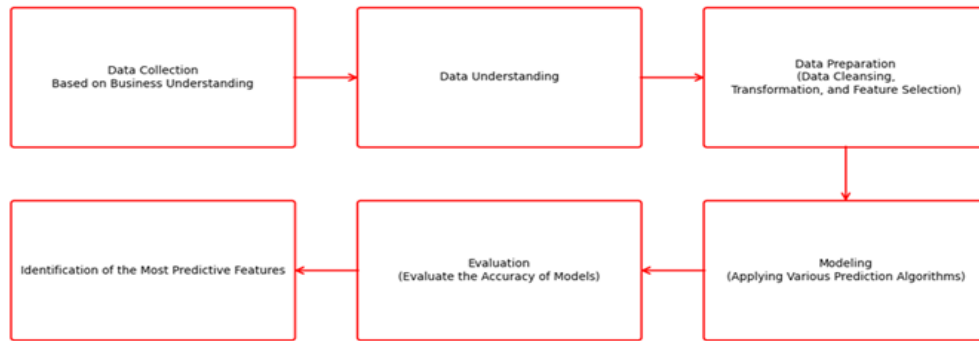 Data Collection
Based on Business Understanding
Data Understanding
Data Preparation
(Data Cleansing,
Transformation, and Feature Selection)
Modeling
(Applying Various Prediction Algorithms)
Evaluation
(Evaluate the Accuracy of Models)
Identification of the Most Predictive Features